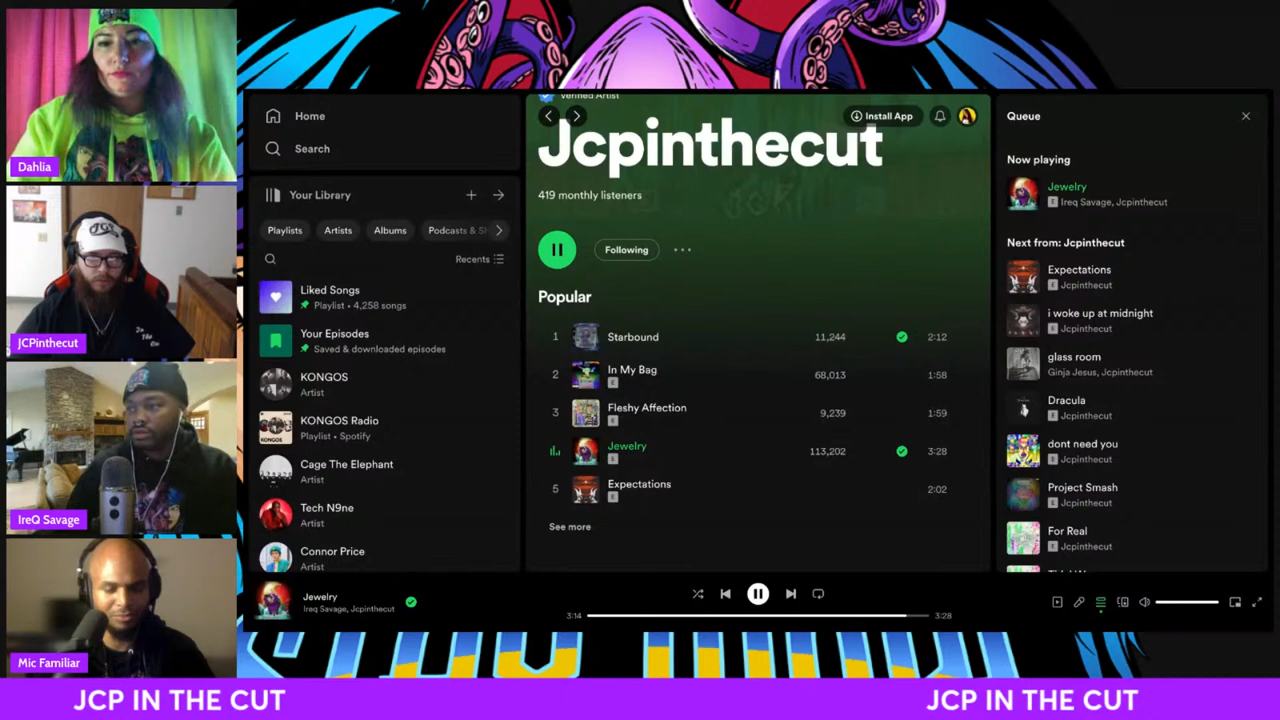 Dahlia
JCPinthecut
IreQ Savage
Mic Familiar
Home
Search
Your Library
Playlists
Artists
Albums
Podcasts & Sh
Recents
Liked Songs
Playlist • 4,258 songs
Your Episodes
Saved & downloaded episodes
KONGOS
Artist
KONGOS Radio
Playlist • Spotify
Cage The Elephant
Artist
Tech N9ne
Artist
Connor Price
Artist
Verified Artist
Install App
Jcpinthecut
419 monthly listeners
Following
Popular
1 Starbound 11,244 2:12
2 In My Bag 68,013 1:58
E
3 Fleshy Affection 9,239 1:59
E
Jewelry 113,202 3:28
E
5 Expectations 2:02
E
See more
Queue
Now playing
Jewelry
E Ireq Savage, Jcpinthecut
Next from: Jcpinthecut
Expectations
E Jcpinthecut
i woke up at midnight
E Jcpinthecut
glass room
Ginja Jesus, Jcpinthecut
Dracula
E Jcpinthecut
dont need you
E Jcpinthecut
Project Smash
E Jcpinthecut
For Real
E Jcpinthecut
Jewelry
Ireq Savage, Jcpinthecut
3:14
3:28
JCP IN THE CUT
JCP IN THE CUT